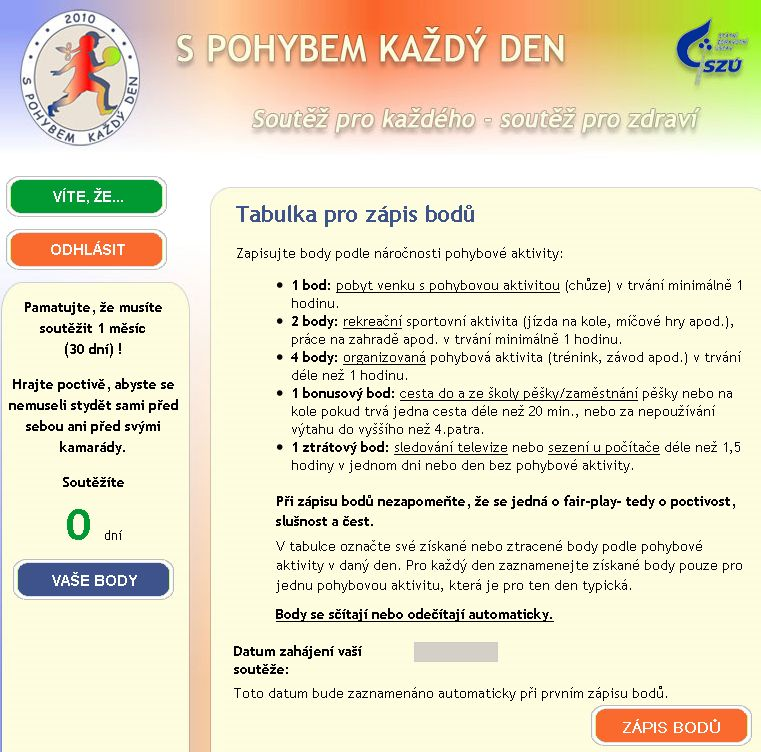 2010
S POHYBEM KAŽDÝ DEN
S POHYBEM KAŽDÝ DEN
STÁTNÍ
ZDRAVOTNÍ
ÚSTAV
SZÚ
Soutěž pro každého - soutěž pro zdraví
VÍTE, ŽE...
ODHLÁSIT
Pamatujte, že musíte
soutěžit 1 měsíc
(30 dní) !
Hrajte poctivě, abyste se
nemuseli stydět sami před
sebou ani před svými
kamarády.
Soutěžíte
0 dní
VAŠE BODY
Tabulka pro zápis bodů
Zapisujte body podle náročnosti pohybové aktivity:
• 1 bod: pobyt venku s pohybovou aktivitou (chůze) v trvání minimálně 1
hodinu.
• 2 body: rekreační sportovní aktivita (jízda na kole, míčové hry apod.),
práce na zahradě apod. v trvání minimálně 1 hodinu.
• 4 body: organizovaná pohybová aktivita (trénink, závod apod.) v trvání
déle než 1 hodinu.
• 1 bonusový bod: cesta do a ze školy pěšky/zaměstnání pěšky nebo na
kole pokud trvá jedna cesta déle než 20 min., nebo za nepoužívání
výtahu do vyššího než 4.patra.
• 1 ztrátový bod: sledování televize nebo sezení u počítače déle než 1,5
hodiny v jednom dni nebo den bez pohybové aktivity.
Při zápisu bodů nezapomeňte, že se jedná o fair-play- tedy o poctivost,
slušnost a čest.
V tabulce označte své získané nebo ztracené body podle pohybové
aktivity v daný den. Pro každý den zaznamenejte získané body pouze pro
jednu pohybovou aktivitu, která je pro ten den typická.
Body se sčítají nebo odečítají automaticky.
Datum zahájení vaší
soutěže:
Toto datum bude zaznamenáno automaticky při prvním zápisu bodů.
ZÁPIS BODŮ